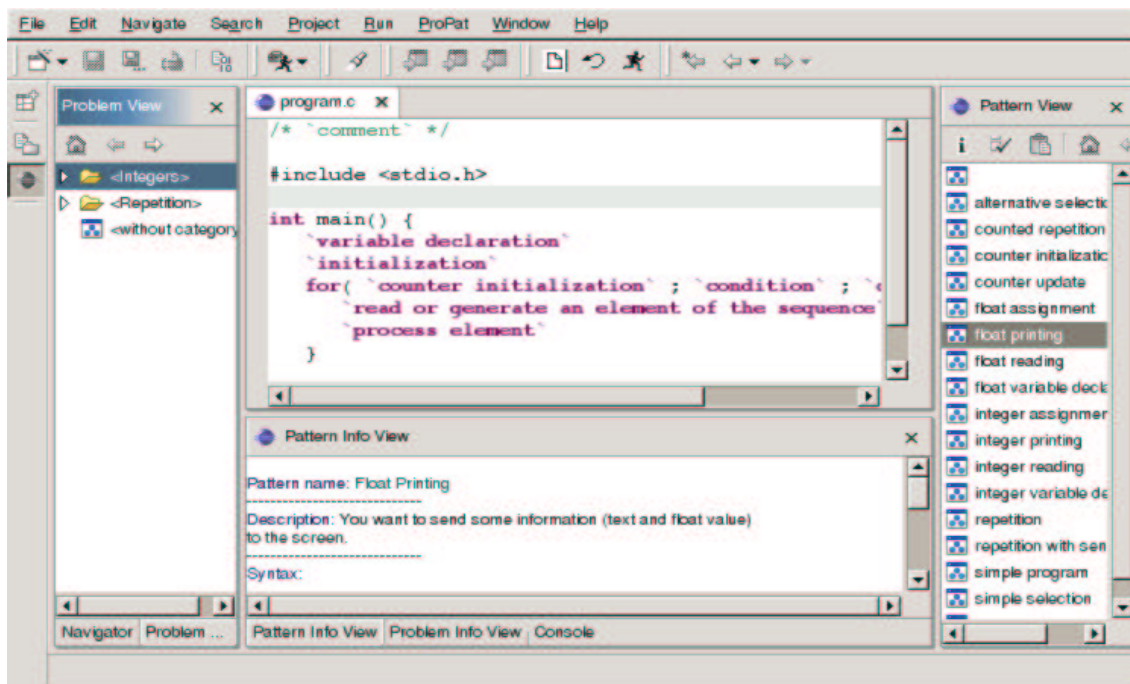 File Edit Navigate Search Project Run ProPat Window Help
Problem View
<Integers>
<Repetition>
<without category
Navigator Problem ...
program.c
/* `comment` */
#include <stdio.h>
int main() {
`variable declaration`
`initialization`
for( `counter initialization` ; `condition` ; `c
`read or generate an element of the sequence`
`process element`
}
Pattern Info View
Pattern name: Float Printing
------------------------------
Description: You want to send some information (text and float value)
to the screen.
------------------------------
Syntax:
Pattern Info View Problem Info View Console
Pattern View
alternative selectic
counted repetition
counter initializatic
counter update
float assignment
float printing
float reading
float variable decla
integer assignmer
integer printing
integer reading
integer variable de
repetition
repetition with sen
simple program
simple selection